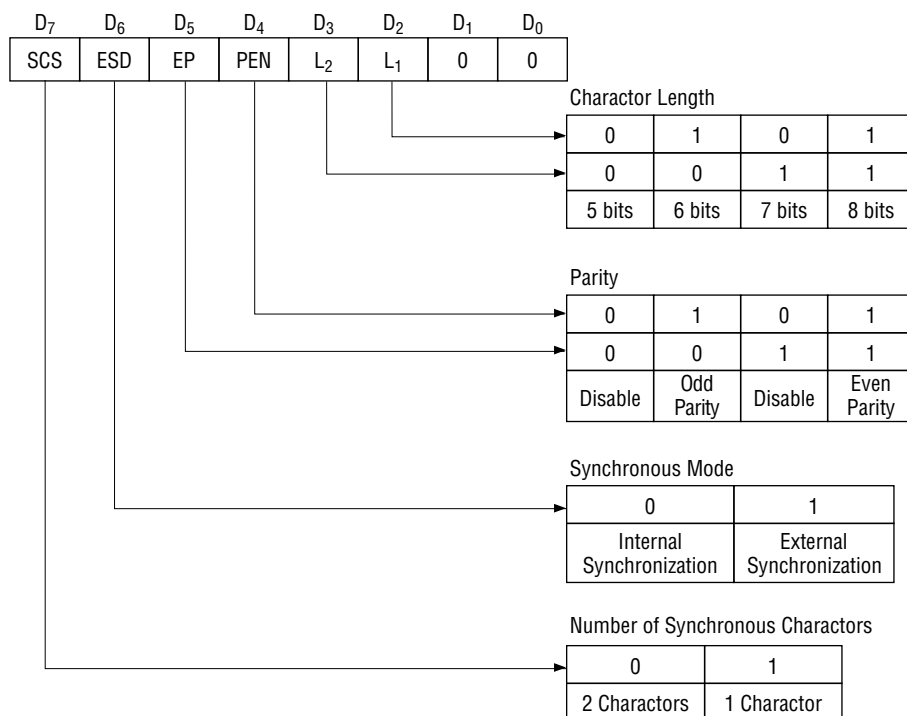 D7 D6 D5 D4 D3 D2 D1 D0
SCS ESD EP PEN L2 L1 0 0
Charactor Length
0 1 0 1
0 0 1 1
5 bits 6 bits 7 bits 8 bits
Parity
0 1 0 1
0 0 1 1
Disable Odd Parity Disable Even Parity
Synchronous Mode
0 1
Internal Synchronization External Synchronization
Number of Synchronous Charactors
0 1
2 Charactors 1 Charactor